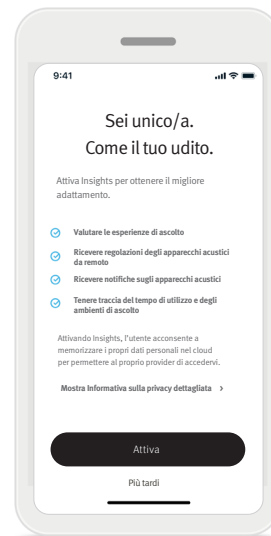 9:41
Sei unico/a.
Come il tuo udito.
Attiva Insights per ottenere il migliore
adattamento.
Valutare le esperienze di ascolto
Ricevere regolazioni degli apparecchi acustici
da remoto
Ricevere notifiche sugli apparecchi acustici
Tenere traccia del tempo di utilizzo e degli
ambienti di ascolto
Attivando Insights, l'utente acconsente a
memorizzare i propri dati personali nel cloud
per permettere al proprio provider di accedervi.
Mostra Informativa sulla privacy dettagliata ›
Attiva
Più tardi